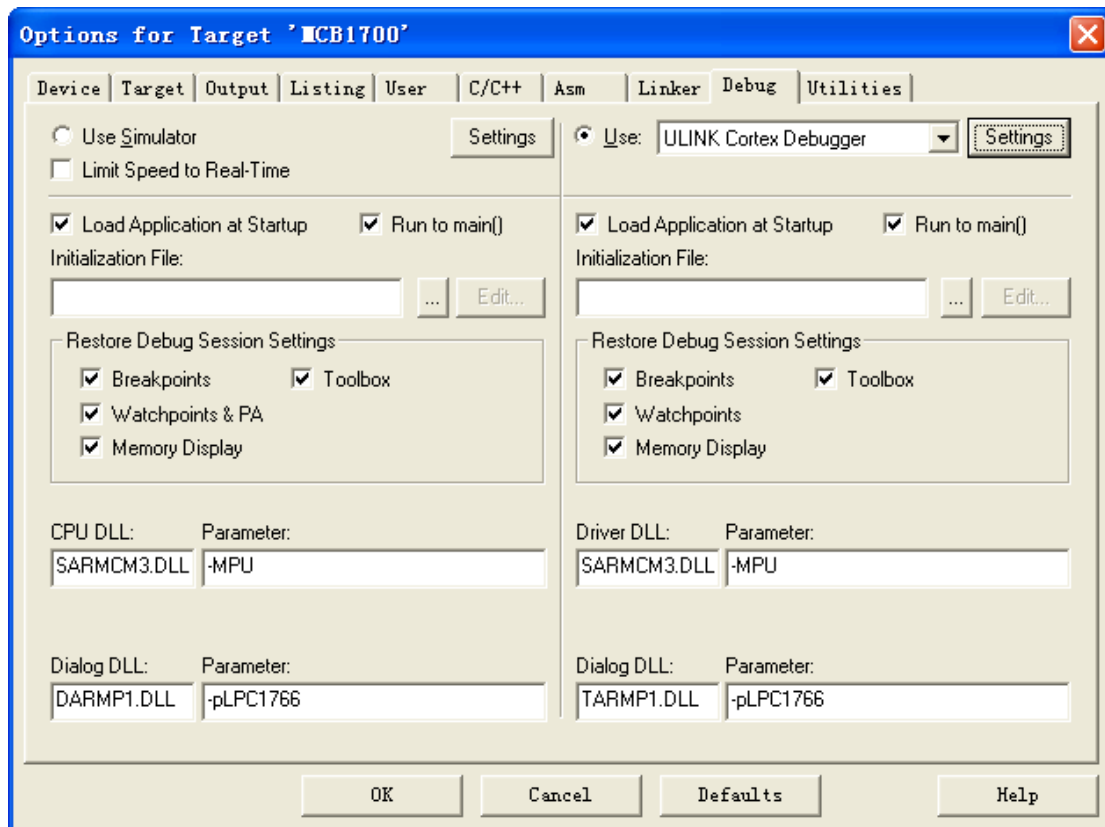 Options for Target 'MCB1700'
Device Target Output Listing User C/C++ Asm Linker Debug Utilities
Use Simulator Settings Use: ULINK Cortex Debugger Settings
Limit Speed to Real-Time
Load Application at Startup Run to main() Load Application at Startup Run to main()
Initialization File: Initialization File:
... Edit... ... Edit...
Restore Debug Session Settings Restore Debug Session Settings
Breakpoints Toolbox Breakpoints Toolbox
Watchpoints & PA Watchpoints
Memory Display Memory Display
CPU DLL: Parameter: Driver DLL: Parameter:
SARMCM3.DLL -MPU SARMCM3.DLL -MPU
Dialog DLL: Parameter: Dialog DLL: Parameter:
DARMP1.DLL -pLPC1766 TARMP1.DLL -pLPC1766
OK Cancel Defaults Help